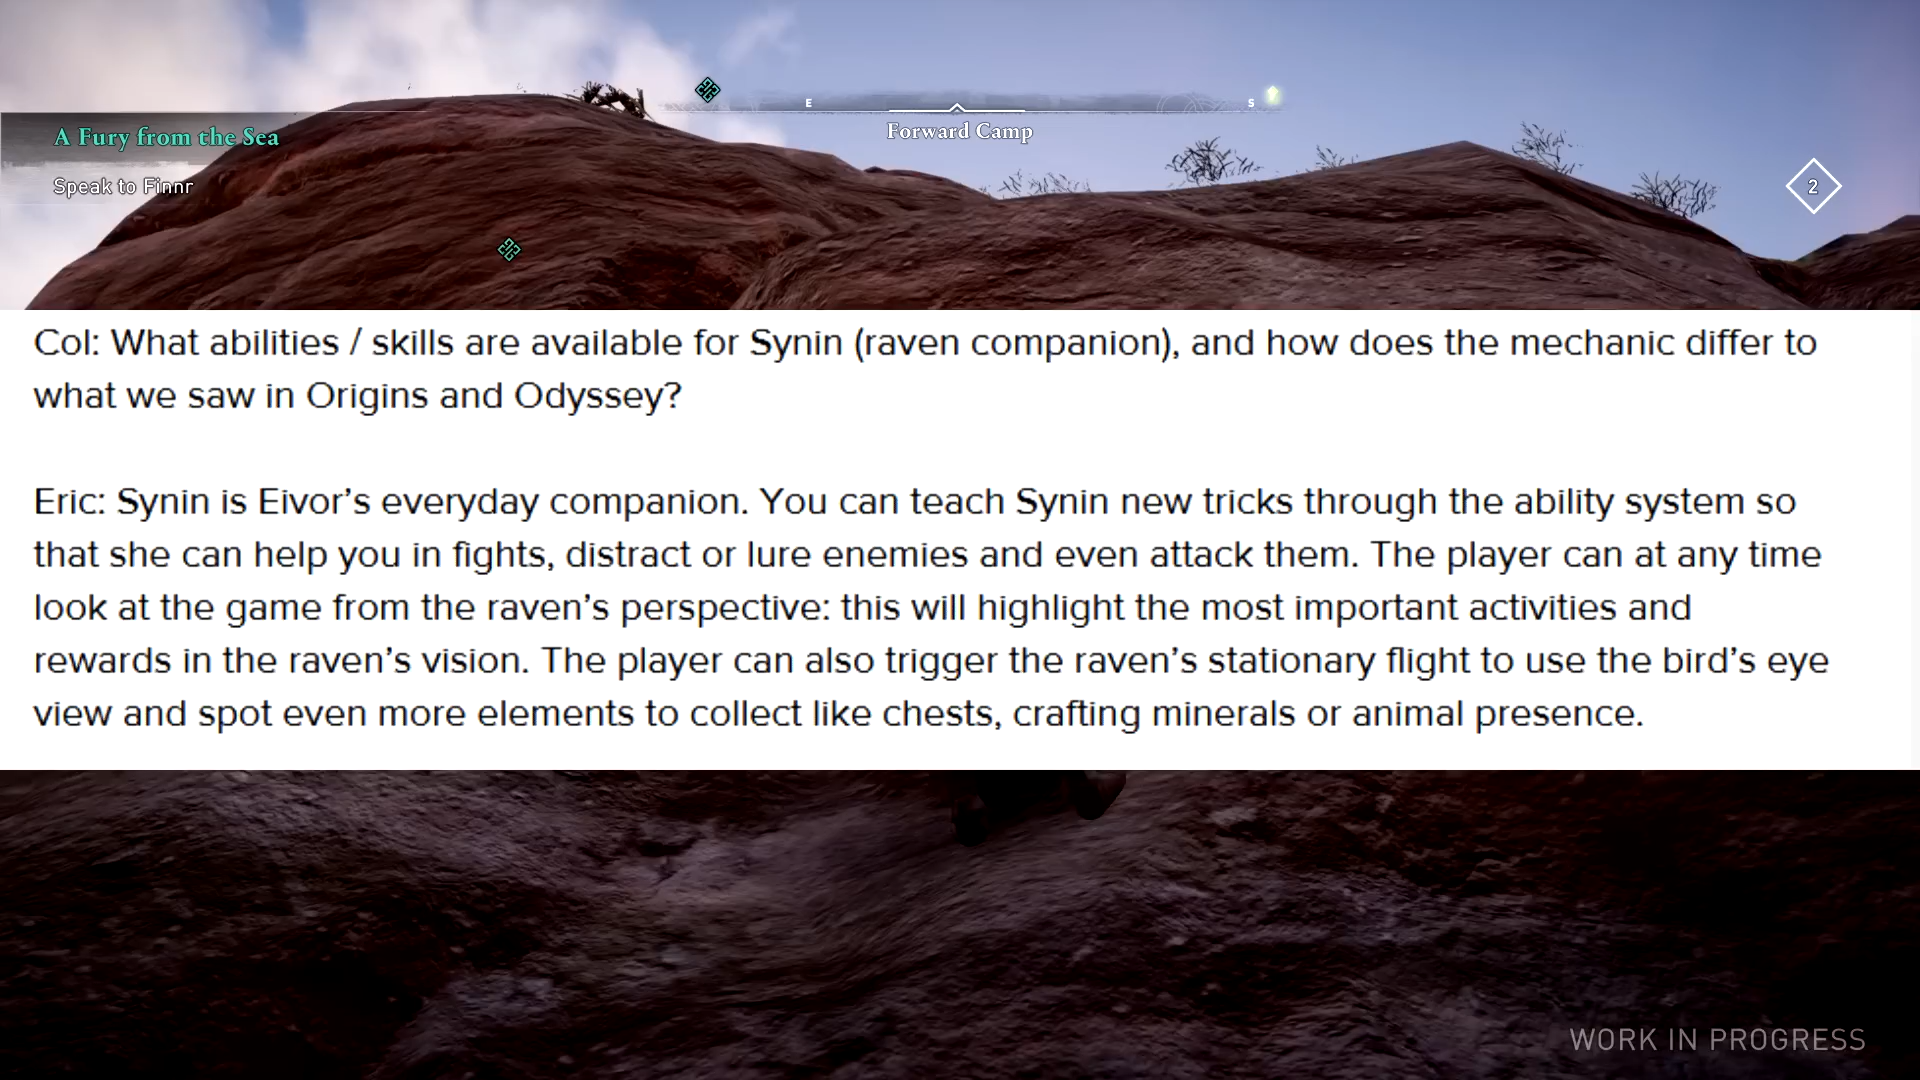 E
S
Forward Camp
A Fury from the Sea
Speak to Finnr
2
Col: What abilities / skills are available for Synin (raven companion), and how does the mechanic differ to
what we saw in Origins and Odyssey?
Eric: Synin is Eivor’s everyday companion. You can teach Synin new tricks through the ability system so
that she can help you in fights, distract or lure enemies and even attack them. The player can at any time
look at the game from the raven’s perspective: this will highlight the most important activities and
rewards in the raven’s vision. The player can also trigger the raven’s stationary flight to use the bird’s eye
view and spot even more elements to collect like chests, crafting minerals or animal presence.
WORK IN PROGRESS